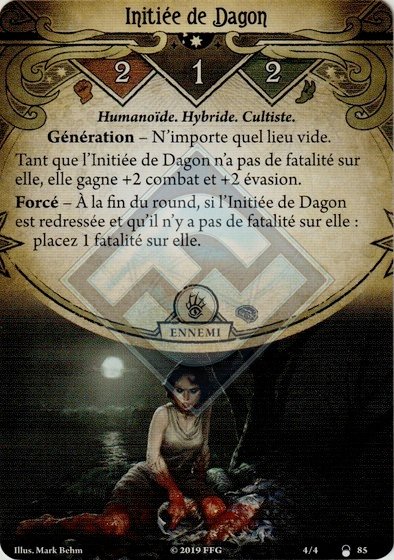 Initiée de Dagon
2 1 2
Humanoïde. Hybride. Cultiste.
Génération – N'importe quel lieu vide.
Tant que l'Initiée de Dagon n'a pas de fatalité sur
elle, elle gagne +2 combat et +2 évasion.
Forcé – À la fin du round, si l'Initiée de Dagon
est redressée et qu'il n'y a pas de fatalité sur elle :
placez 1 fatalité sur elle.
ENNEMI
Illus. Mark Behm © 2019 FFG 4/4 85